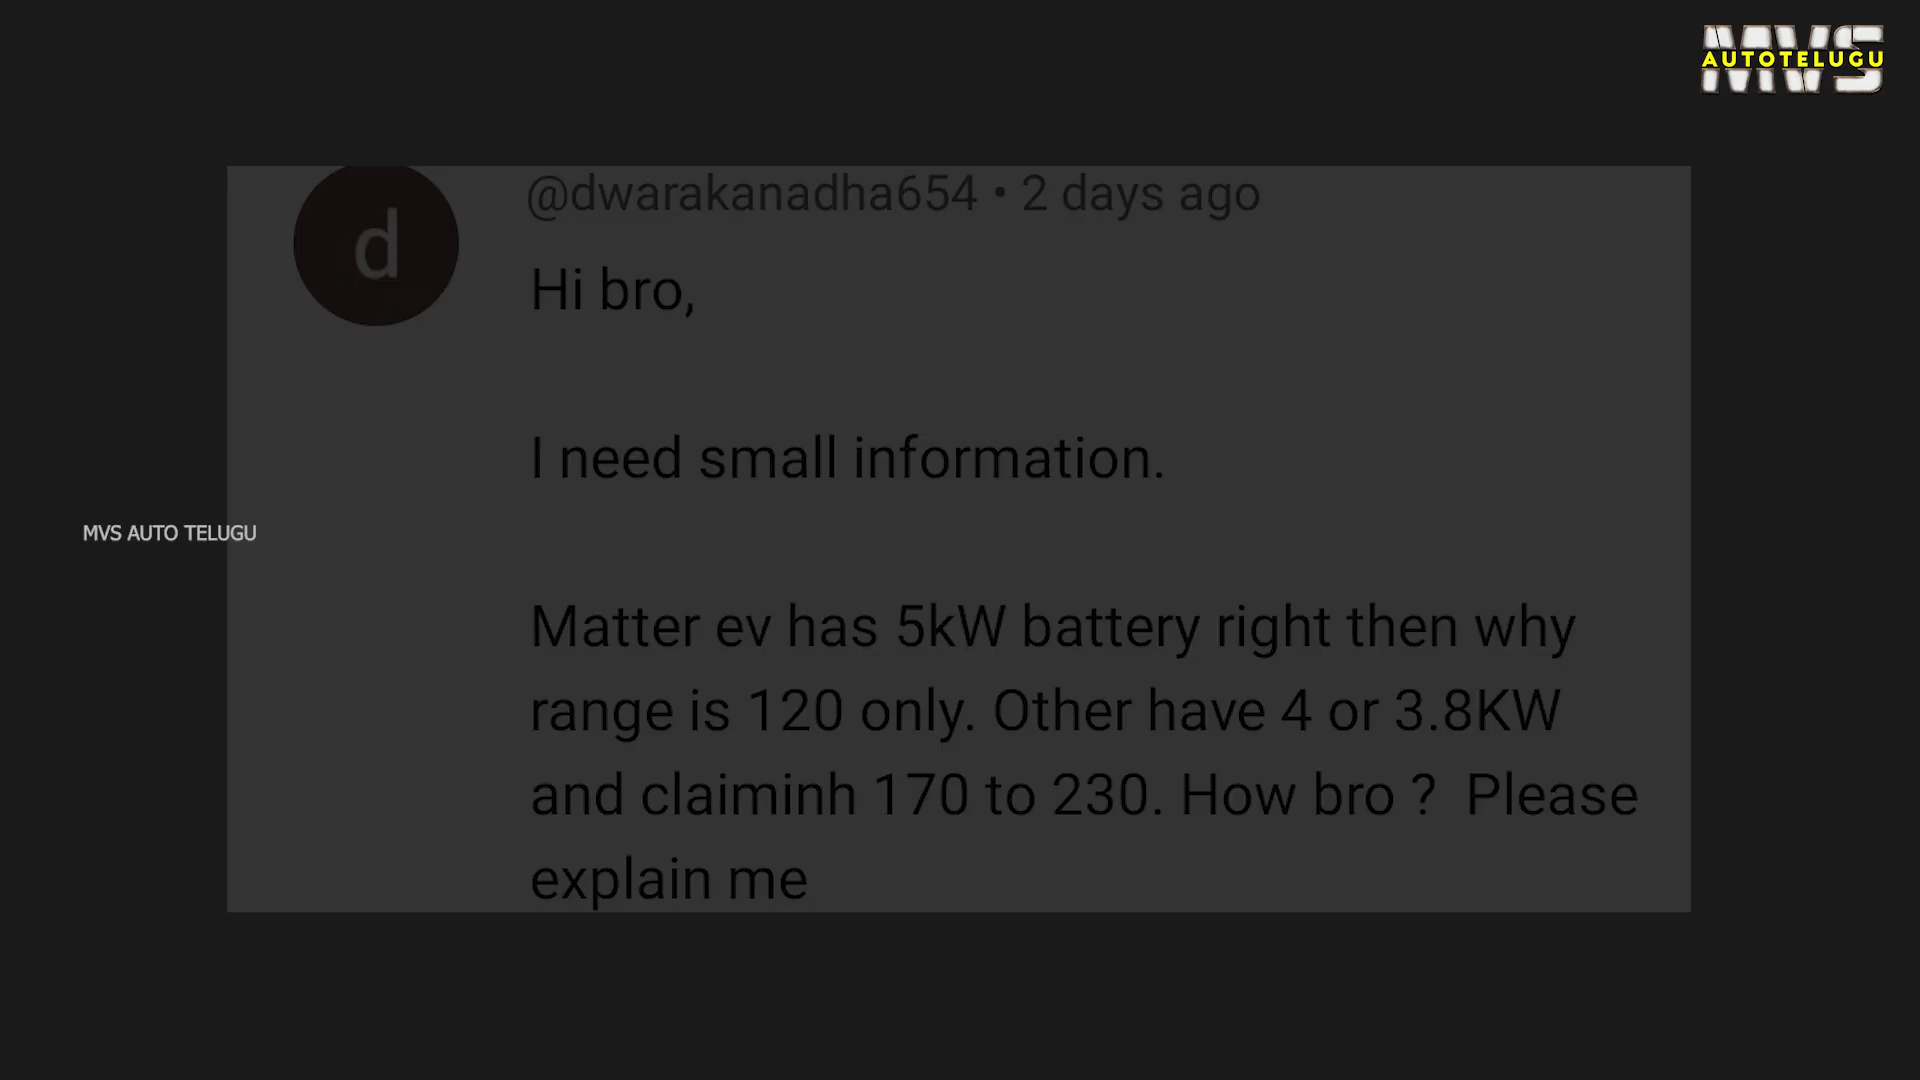 MVS
AUTOTELUGU
d
@dwarakanadha654 • 2 days ago
Hi bro,
I need small information.
MVS AUTO TELUGU
Matter ev has 5kW battery right then why
range is 120 only. Other have 4 or 3.8KW
and claiminh 170 to 230. How bro ? Please
explain me